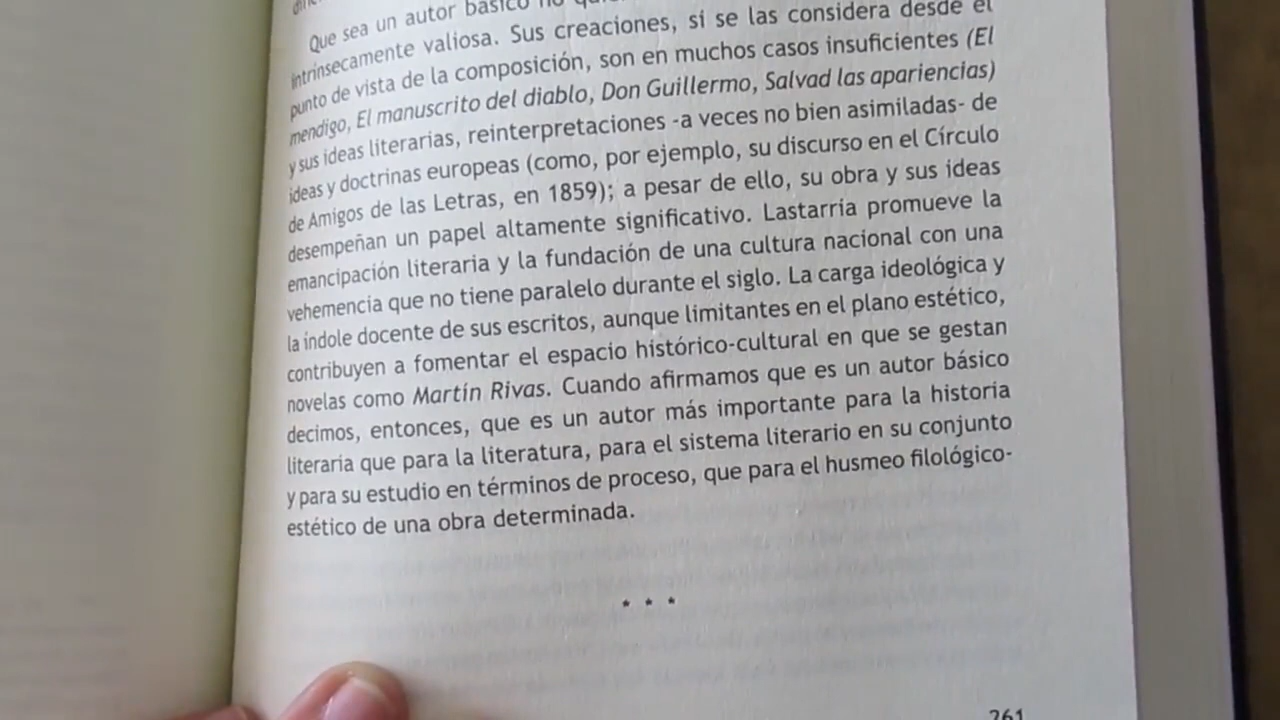 Que sea un autor básico no
intrínsecamente valiosa. Sus creaciones, si se las considera desde el
punto de vista de la composición, son en muchos casos insuficientes (El
mendigo, El manuscrito del diablo, Don Guillermo, Salvad las apariencias)
y sus ideas literarias, reinterpretaciones -a veces no bien asimiladas- de
ideas y doctrinas europeas (como, por ejemplo, su discurso en el Círculo
de Amigos de las Letras, en 1859); a pesar de ello, su obra y sus ideas
desempeñan un papel altamente significativo. Lastarria promueve la
emancipación literaria y la fundación de una cultura nacional con una
vehemencia que no tiene paralelo durante el siglo. La carga ideológica y
la índole docente de sus escritos, aunque limitantes en el plano estético,
contribuyen a fomentar el espacio histórico-cultural en que se gestan
novelas como Martín Rivas. Cuando afirmamos que es un autor básico
decimos, entonces, que es un autor más importante para la historia
literaria que para la literatura, para el sistema literario en su conjunto
y para su estudio en términos de proceso, que para el husmeo filológico-
estético de una obra determinada.
* * *
261